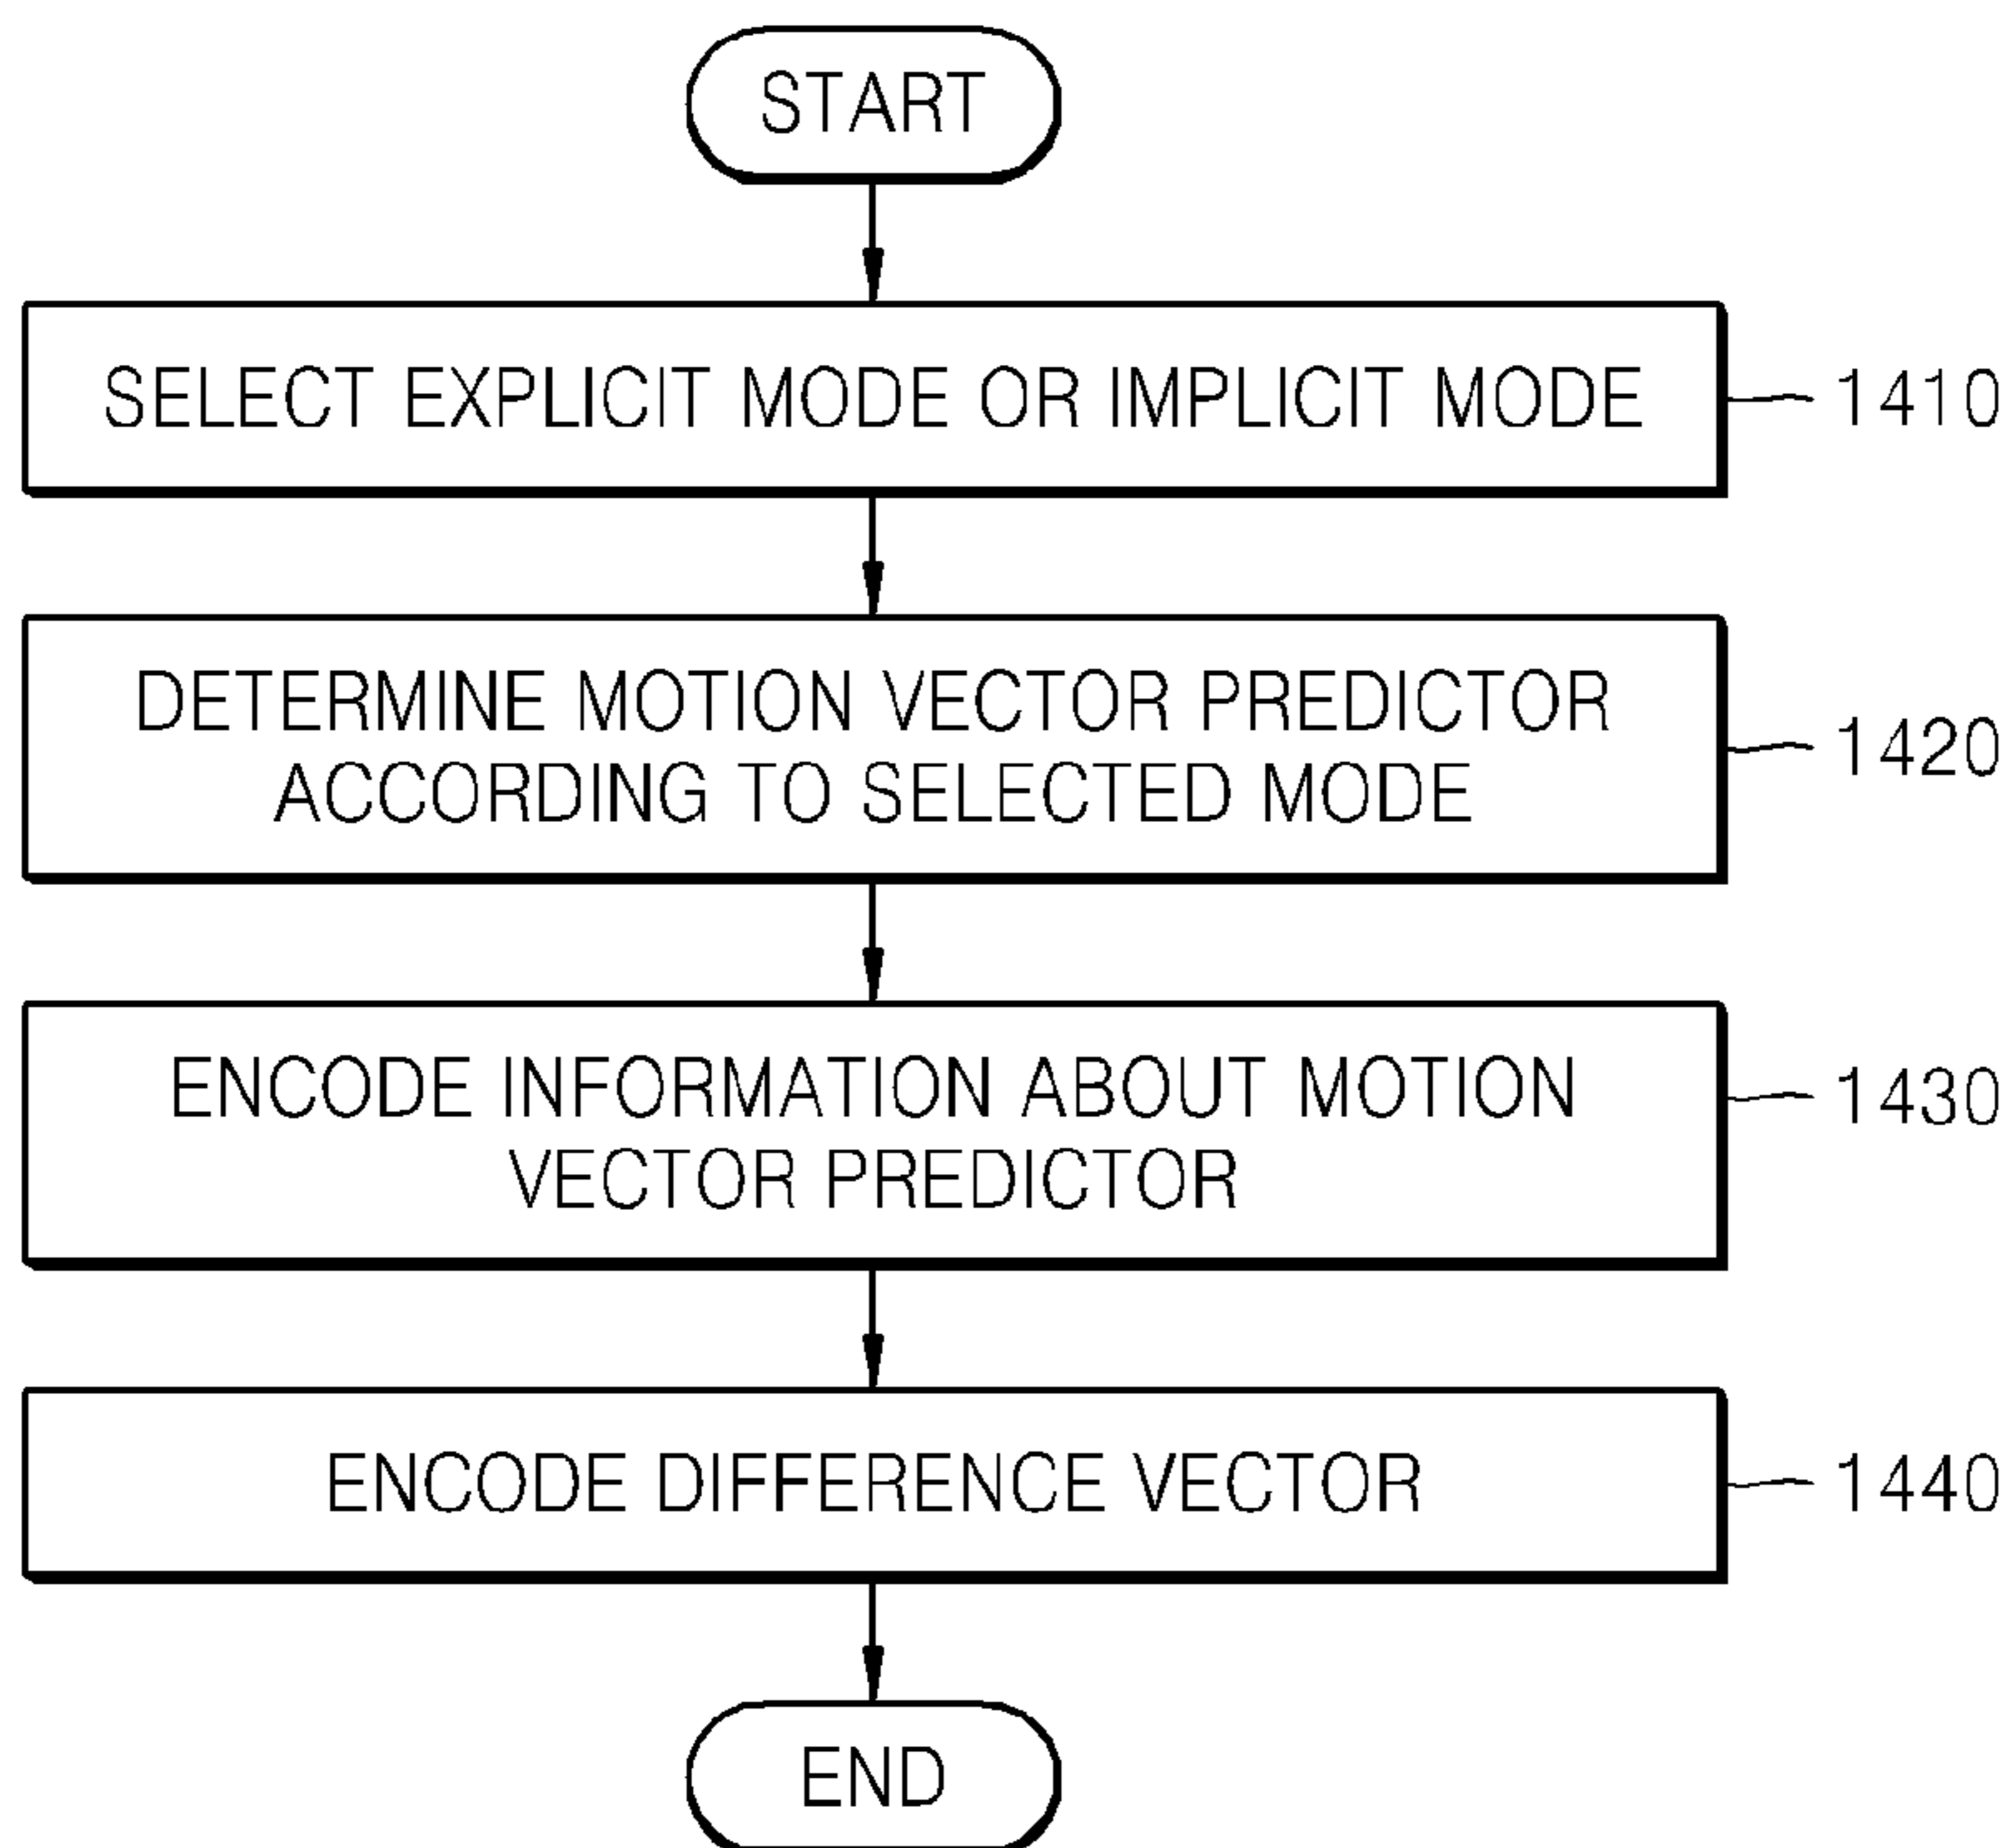 START
SELECT EXPLICIT MODE OR IMPLICIT MODE
1410
DETERMINE MOTION VECTOR PREDICTOR
ACCORDING TO SELECTED MODE
1420
ENCODE INFORMATION ABOUT MOTION
VECTOR PREDICTOR
1430
ENCODE DIFFERENCE VECTOR
1440
END